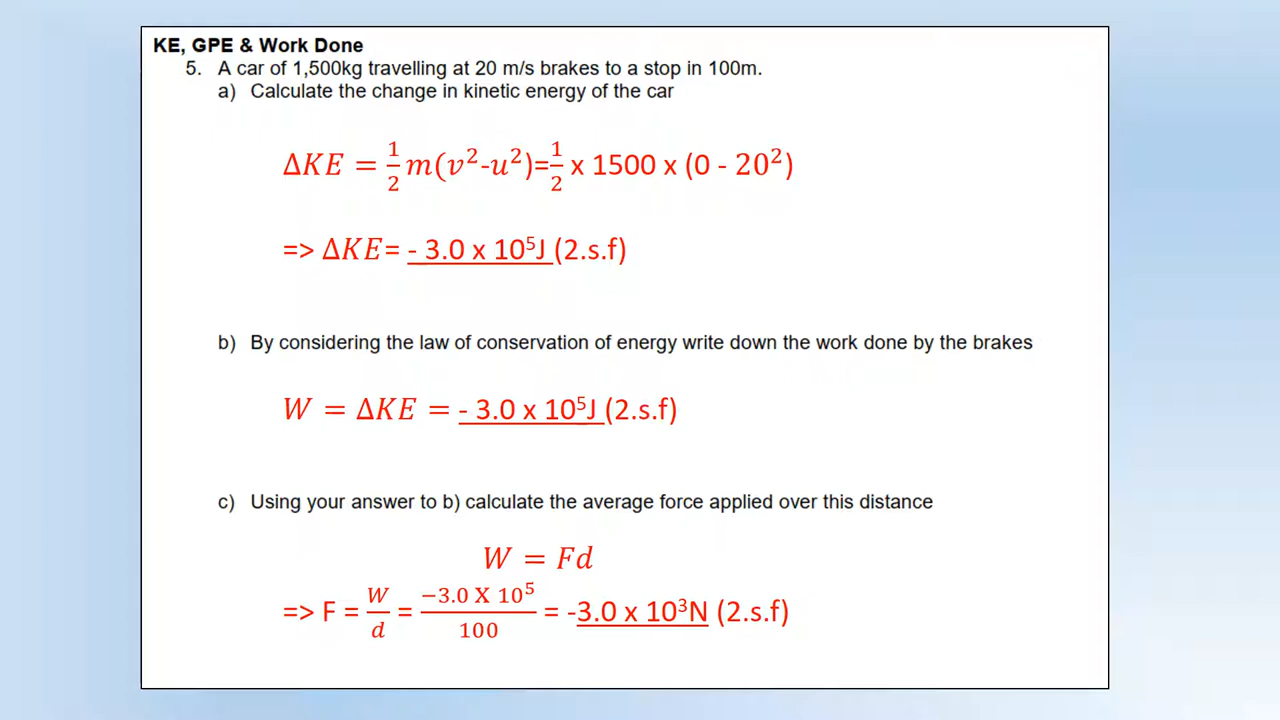 KE, GPE & Work Done
5. A car of 1,500kg travelling at 20 m/s brakes to a stop in 100m.
a) Calculate the change in kinetic energy of the car
ΔKE = 1/2 m(v²-u²)=1/2 x 1500 x (0 - 20²)
=> ΔKE= - 3.0 x 10⁵J (2.s.f)
b) By considering the law of conservation of energy write down the work done by the brakes
W = ΔKE = - 3.0 x 10⁵J (2.s.f)
c) Using your answer to b) calculate the average force applied over this distance
W = Fd
=> F = W/d = −3.0 X 10⁵/100 = -3.0 x 10³N (2.s.f)